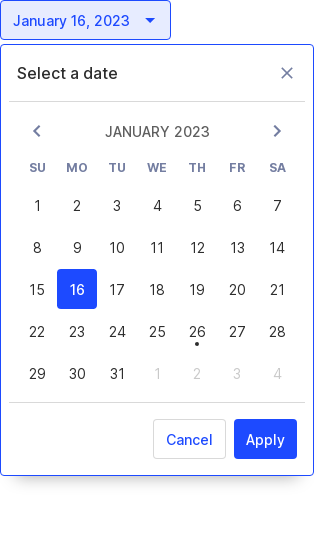 January 16, 2023
Select a date
JANUARY 2023
SU MO TU WE TH FR SA
1 2 3 4 5 6 7
8 9 10 11 12 13 14
15 16 17 18 19 20 21
22 23 24 25 26 27 28
29 30 31 1 2 3 4
Cancel Apply